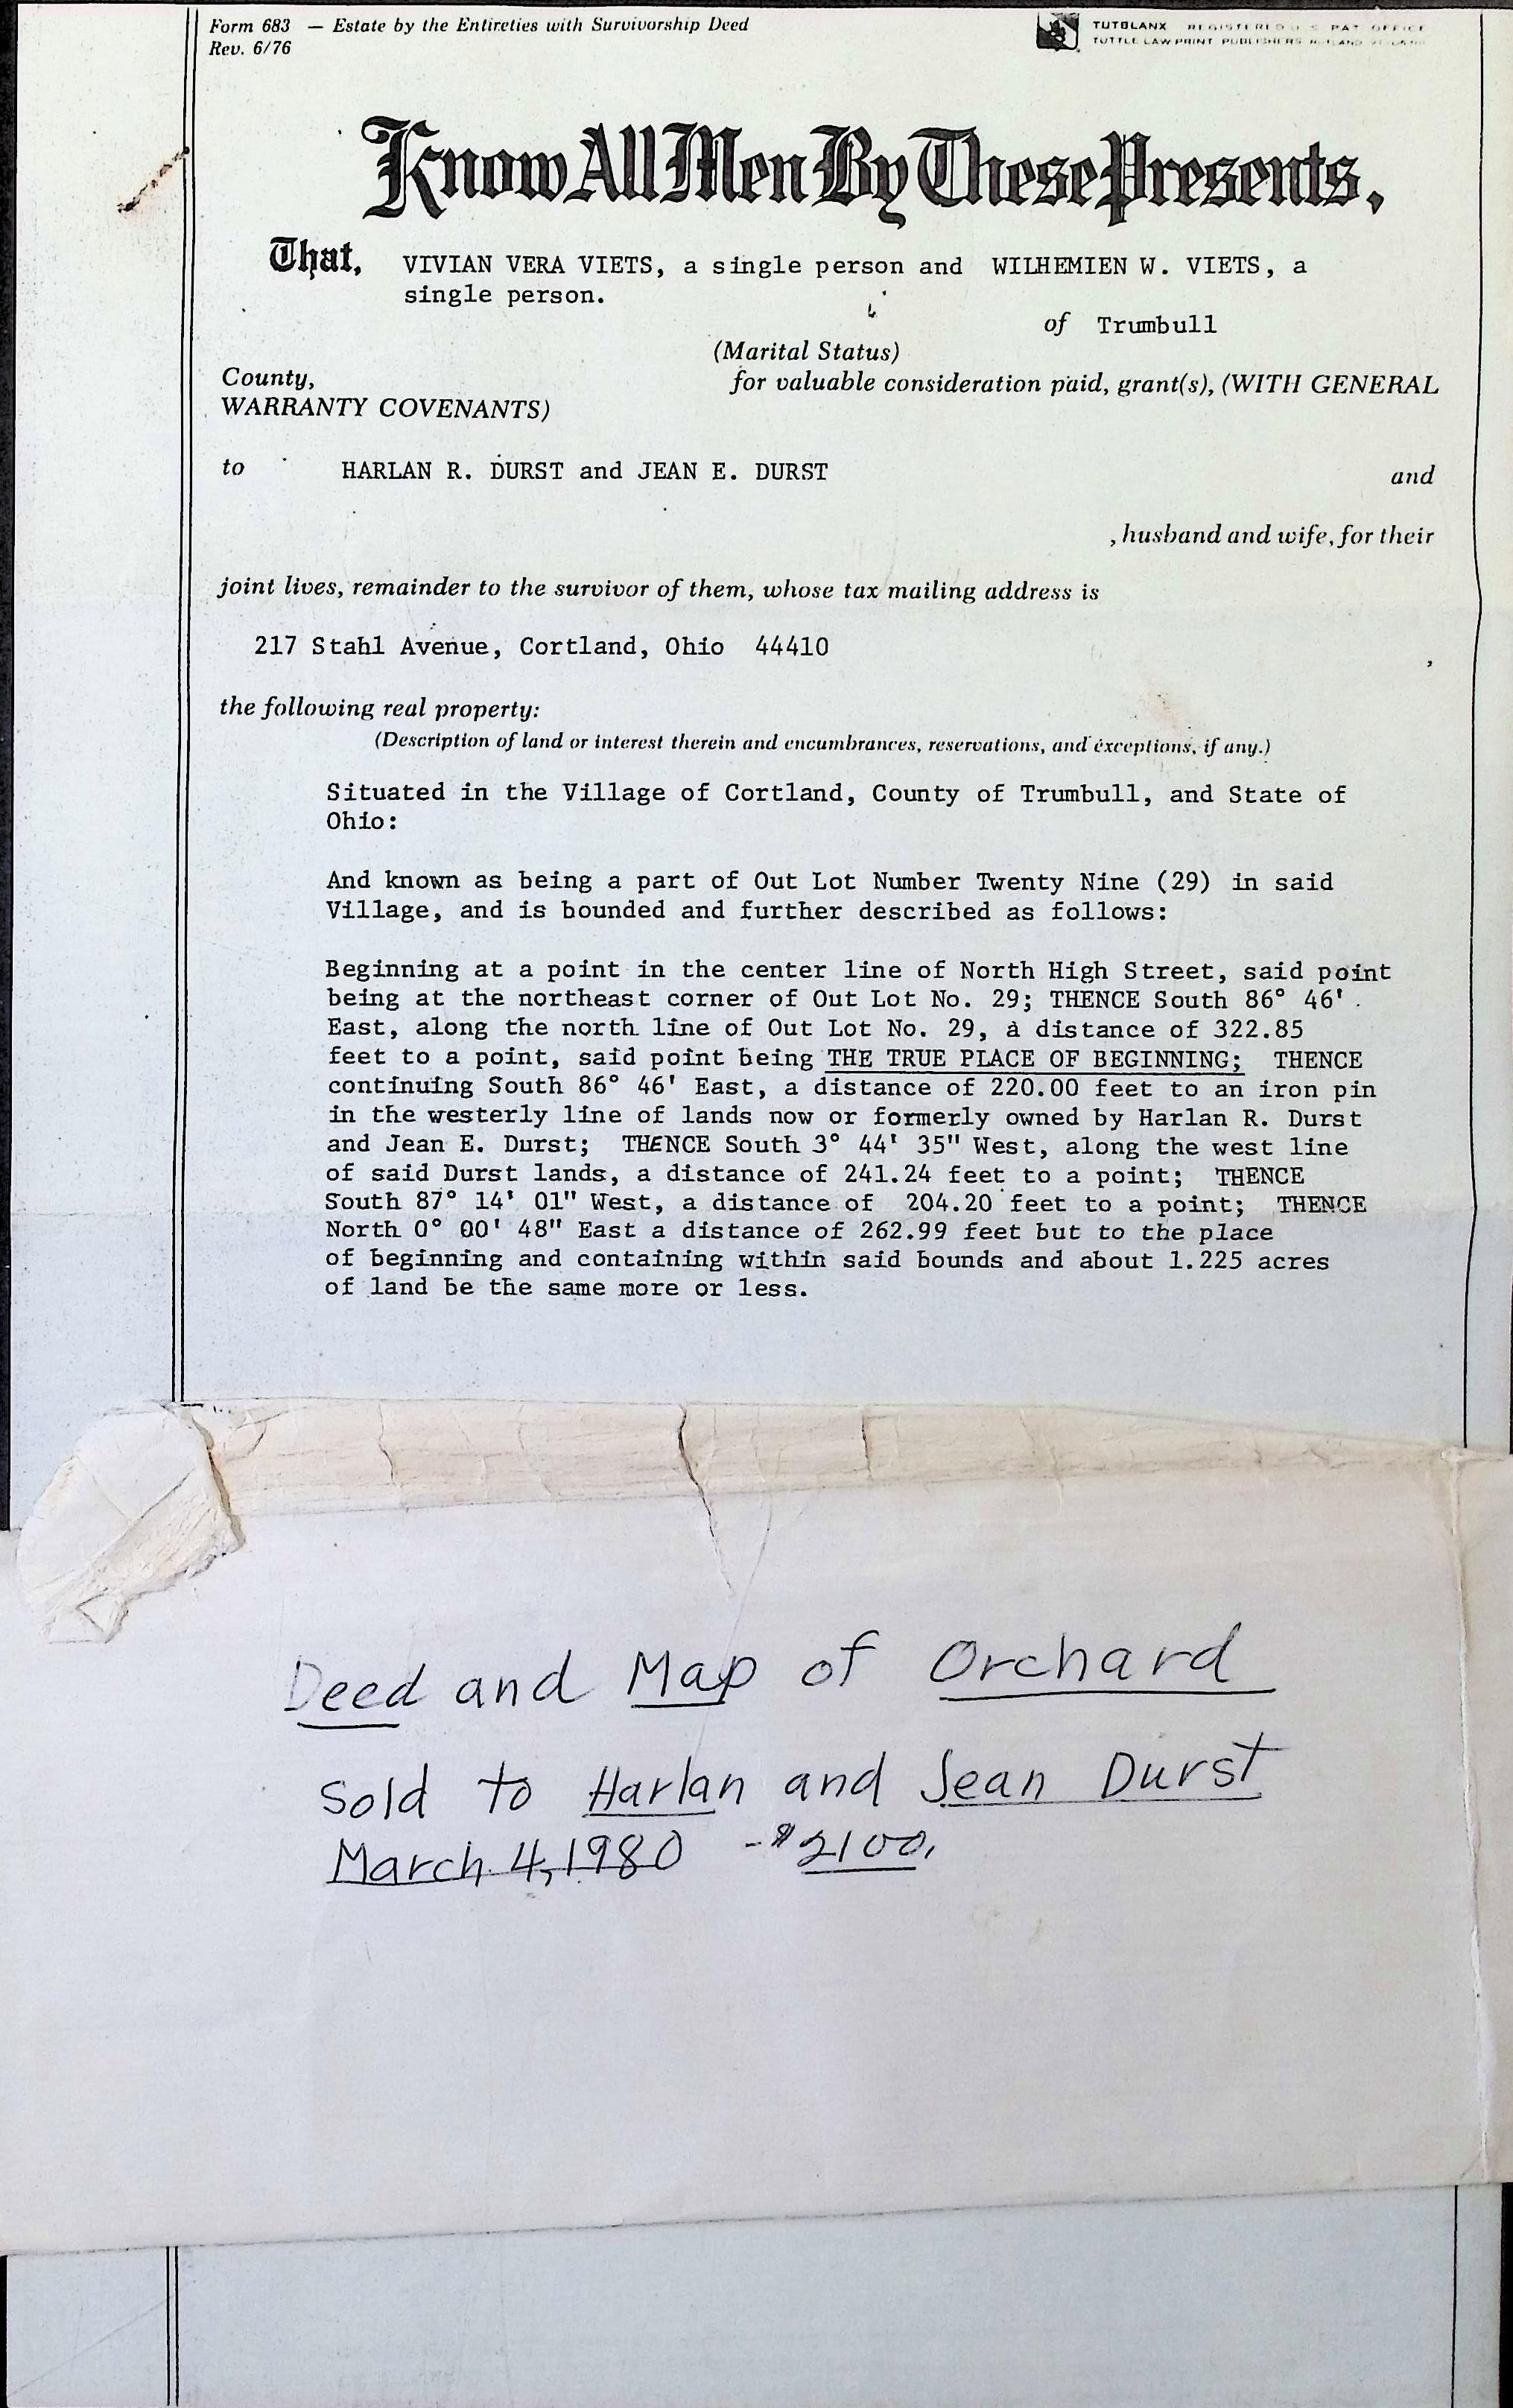 Form 683 — Estate by the Entireties with Survivorship Deed
Rev. 6/76
TUTBLANX REGISTERED U. S. PAT. OFFICE
TUTTLE LAW PRINT PUBLISHERS
Know All Men By These Presents,
That, VIVIAN VERA VIETS, a single person and WILHEMIEN W. VIETS, a
single person.
of Trumbull
(Marital Status)
County, for valuable consideration paid, grant(s), (WITH GENERAL
WARRANTY COVENANTS)
to HARLAN R. DURST and JEAN E. DURST and
, husband and wife, for their
joint lives, remainder to the survivor of them, whose tax mailing address is
217 Stahl Avenue, Cortland, Ohio 44410 ,
the following real property:
(Description of land or interest therein and encumbrances, reservations, and exceptions, if any.)
Situated in the Village of Cortland, County of Trumbull, and State of
Ohio:
And known as being a part of Out Lot Number Twenty Nine (29) in said
Village, and is bounded and further described as follows:
Beginning at a point in the center line of North High Street, said point
being at the northeast corner of Out Lot No. 29; THENCE South 86° 46'
East, along the north line of Out Lot No. 29, a distance of 322.85
feet to a point, said point being THE TRUE PLACE OF BEGINNING; THENCE
continuing South 86° 46' East, a distance of 220.00 feet to an iron pin
in the westerly line of lands now or formerly owned by Harlan R. Durst
and Jean E. Durst; THENCE South 3° 44' 35" West, along the west line
of said Durst lands, a distance of 241.24 feet to a point; THENCE
South 87° 14' 01" West, a distance of 204.20 feet to a point; THENCE
North 0° 00' 48" East a distance of 262.99 feet but to the place
of beginning and containing within said bounds and about 1.225 acres
of land be the same more or less.
Deed and Map of Orchard
Sold to Harlan and Jean Durst
March 4, 1980 - $2100.